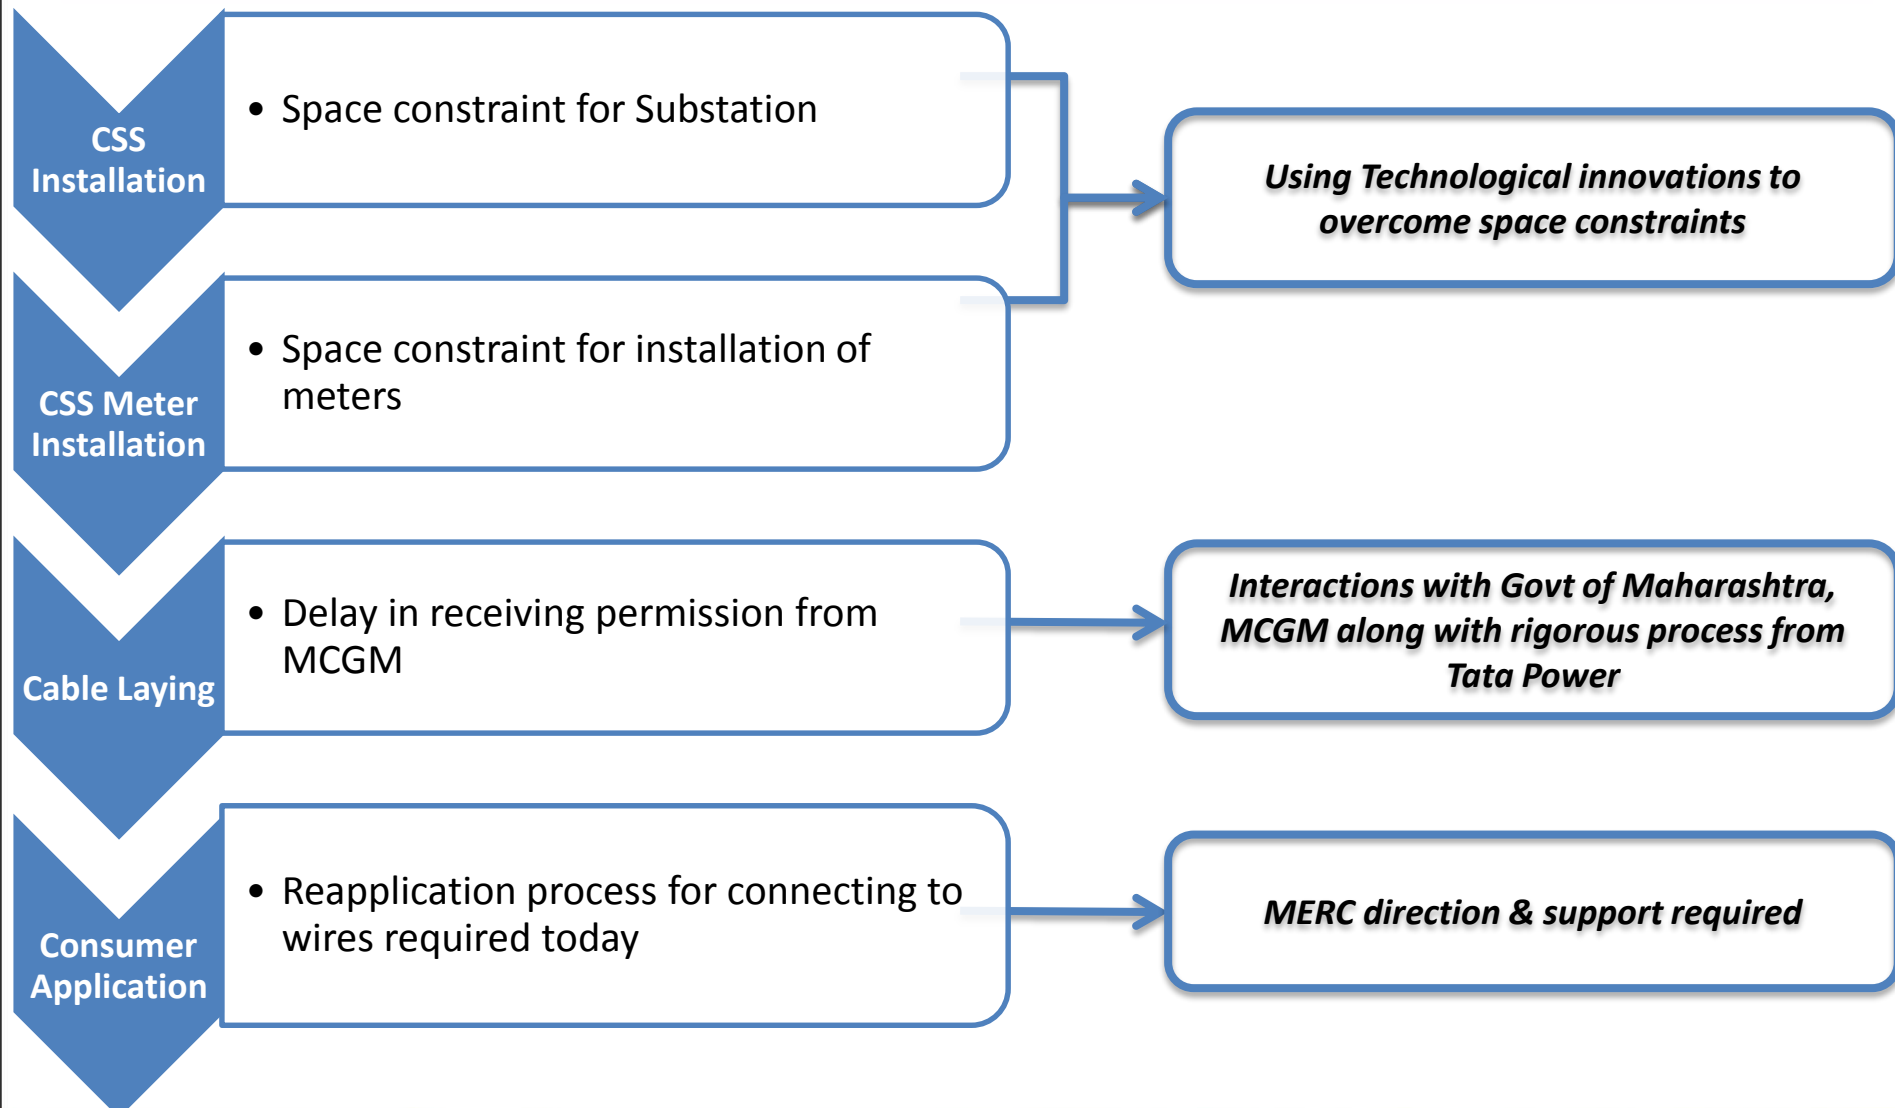 CSS
Installation
• Space constraint for Substation
Using Technological innovations to
overcome space constraints
CSS Meter
Installation
• Space constraint for installation of
meters
Cable Laying
• Delay in receiving permission from
MCGM
Interactions with Govt of Maharashtra,
MCGM along with rigorous process from
Tata Power
Consumer
Application
• Reapplication process for connecting to
wires required today
MERC direction & support required